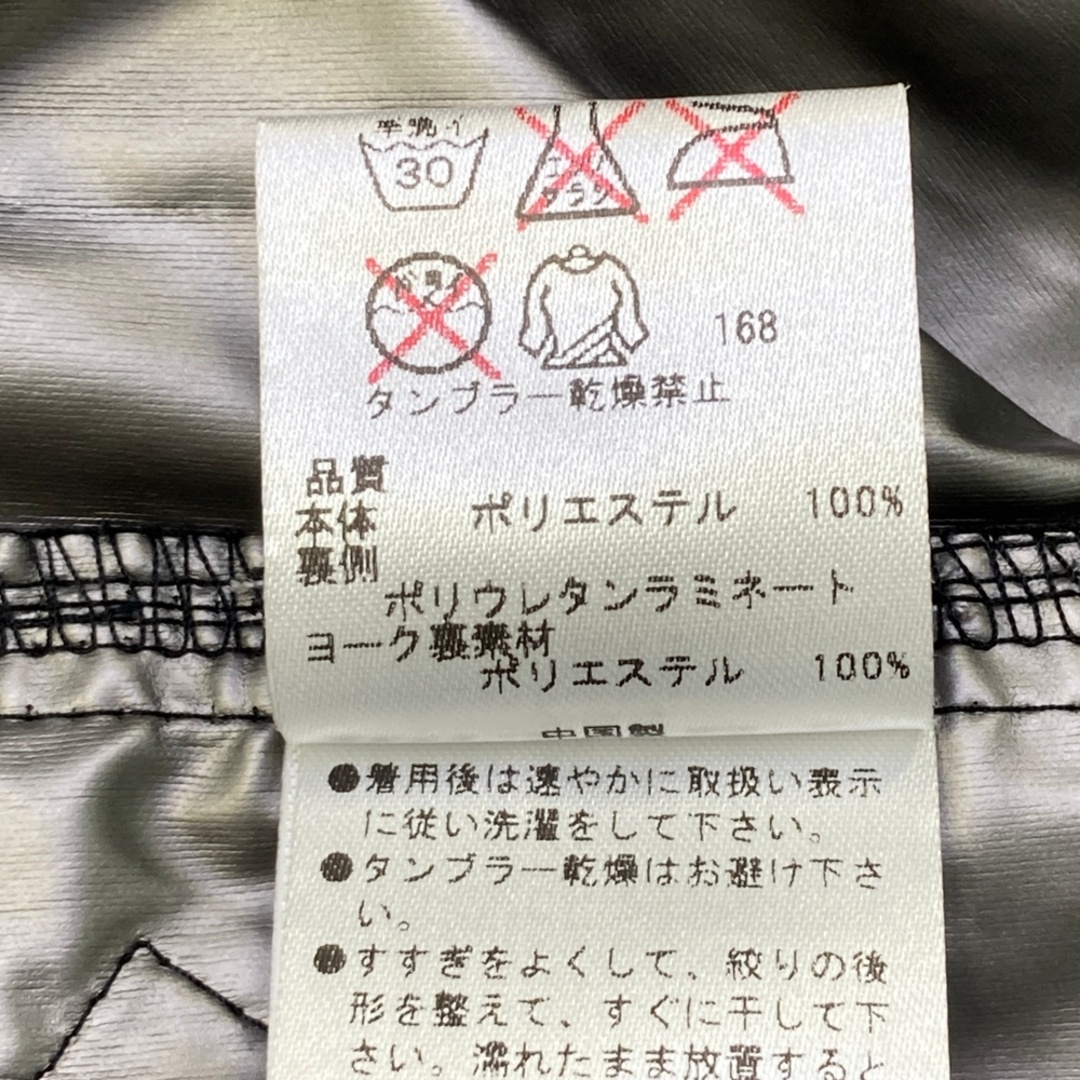 手洗イ
30
エンソ
サラシ
ドライ
168
タンブラー乾燥禁止
品質
本体 ポリエステル 100%
裏側
ポリウレタンラミネート
ヨーク裏素材
ポリエステル 100%
中国製
●着用後は速やかに取扱い表示
に従い洗濯をして下さい。
●タンブラー乾燥はお避け下さ
い。
●すすぎをよくして、絞りの後
形を整えて、すぐに干して下
さい。濡れたまま放置すると